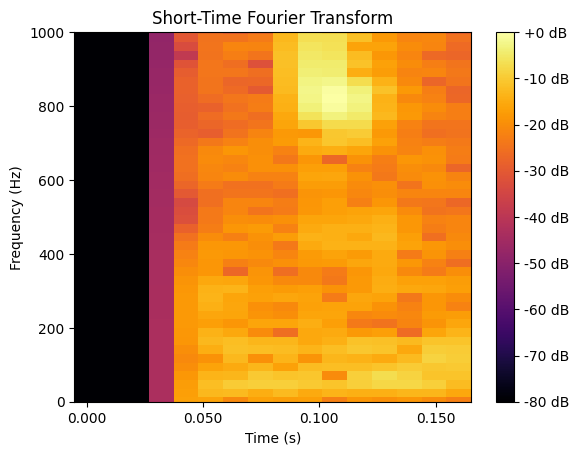 Short-Time Fourier Transform
1000
800
600
400
200
0
Frequency (Hz)
0.000
0.050
0.100
0.150
Time (s)
+0 dB
-10 dB
-20 dB
-30 dB
-40 dB
-50 dB
-60 dB
-70 dB
-80 dB